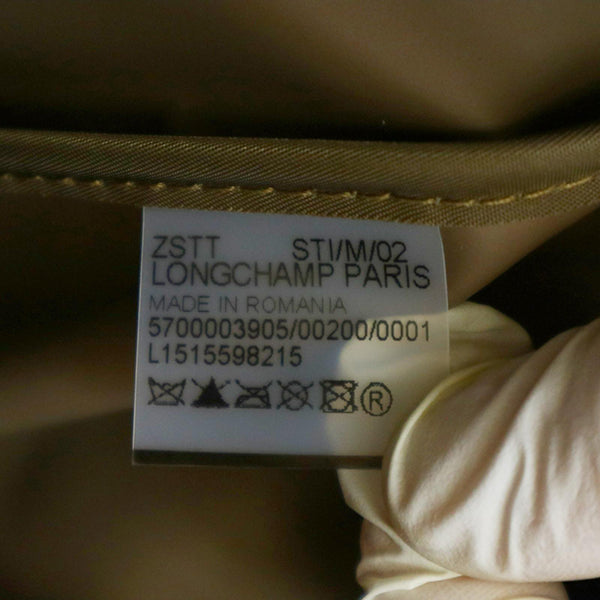 ZSTT STI/M/02
LONGCHAMP PARIS
MADE IN ROMANIA
5700003905/00200/0001
L1515598215
®